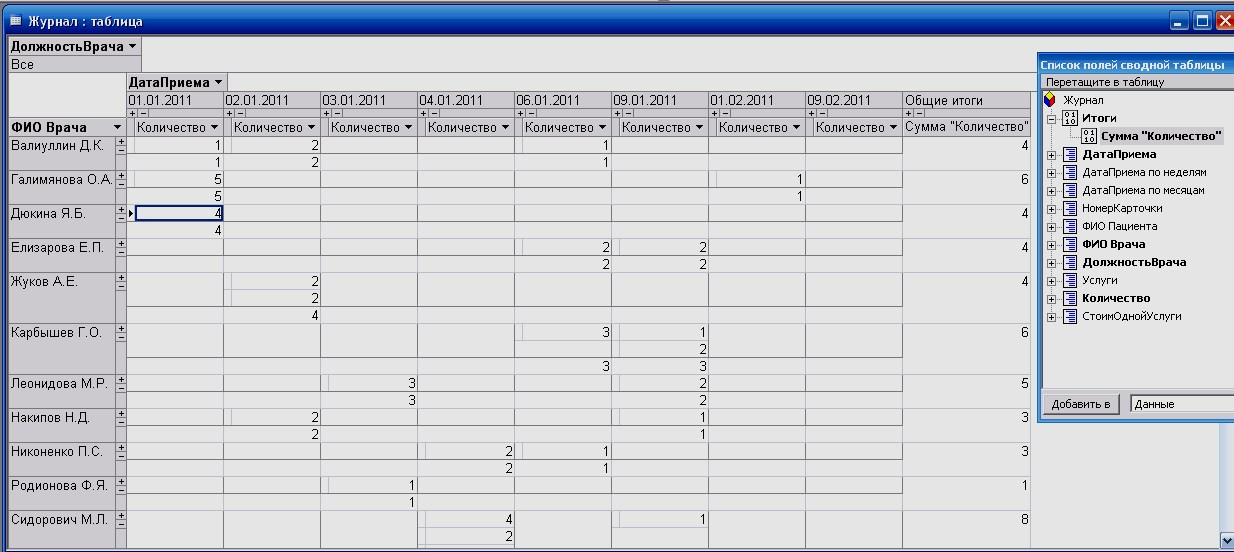 Журнал : таблица
ДолжностьВрача
Все
ДатаПриема
01.01.2011 02.01.2011 03.01.2011 04.01.2011 06.01.2011 09.01.2011 01.02.2011 09.02.2011 Общие итоги
+ − + − + − + − + − + − + − + − + −
ФИО Врача Количество Количество Количество Количество Количество Количество Количество Количество Сумма "Количество"
Валиуллин Д.К. 1 2 1 4
1 2 1
Галимянова О.А. 5 1 6
5 1
Дюкина Я.Б. 4 4
4
Елизарова Е.П. 2 2 4
2 2
Жуков А.Е. 2 4
2
4
Карбышев Г.О. 3 1 6
2
3 3
Леонидова М.Р. 3 2 5
3 2
Накипов Н.Д. 2 1 3
2 1
Никоненко П.С. 2 1 3
2 1
Родионова Ф.Я. 1 1
1
Сидорович М.Л. 4 1 8
2
Список полей сводной таблицы
Перетащите в таблицу
Журнал
Итоги
Сумма "Количество"
ДатаПриема
ДатаПриема по неделям
ДатаПриема по месяцам
НомерКарточки
ФИО Пациента
ФИО Врача
ДолжностьВрача
Услуги
Количество
СтоимОднойУслуги
Добавить в Данные